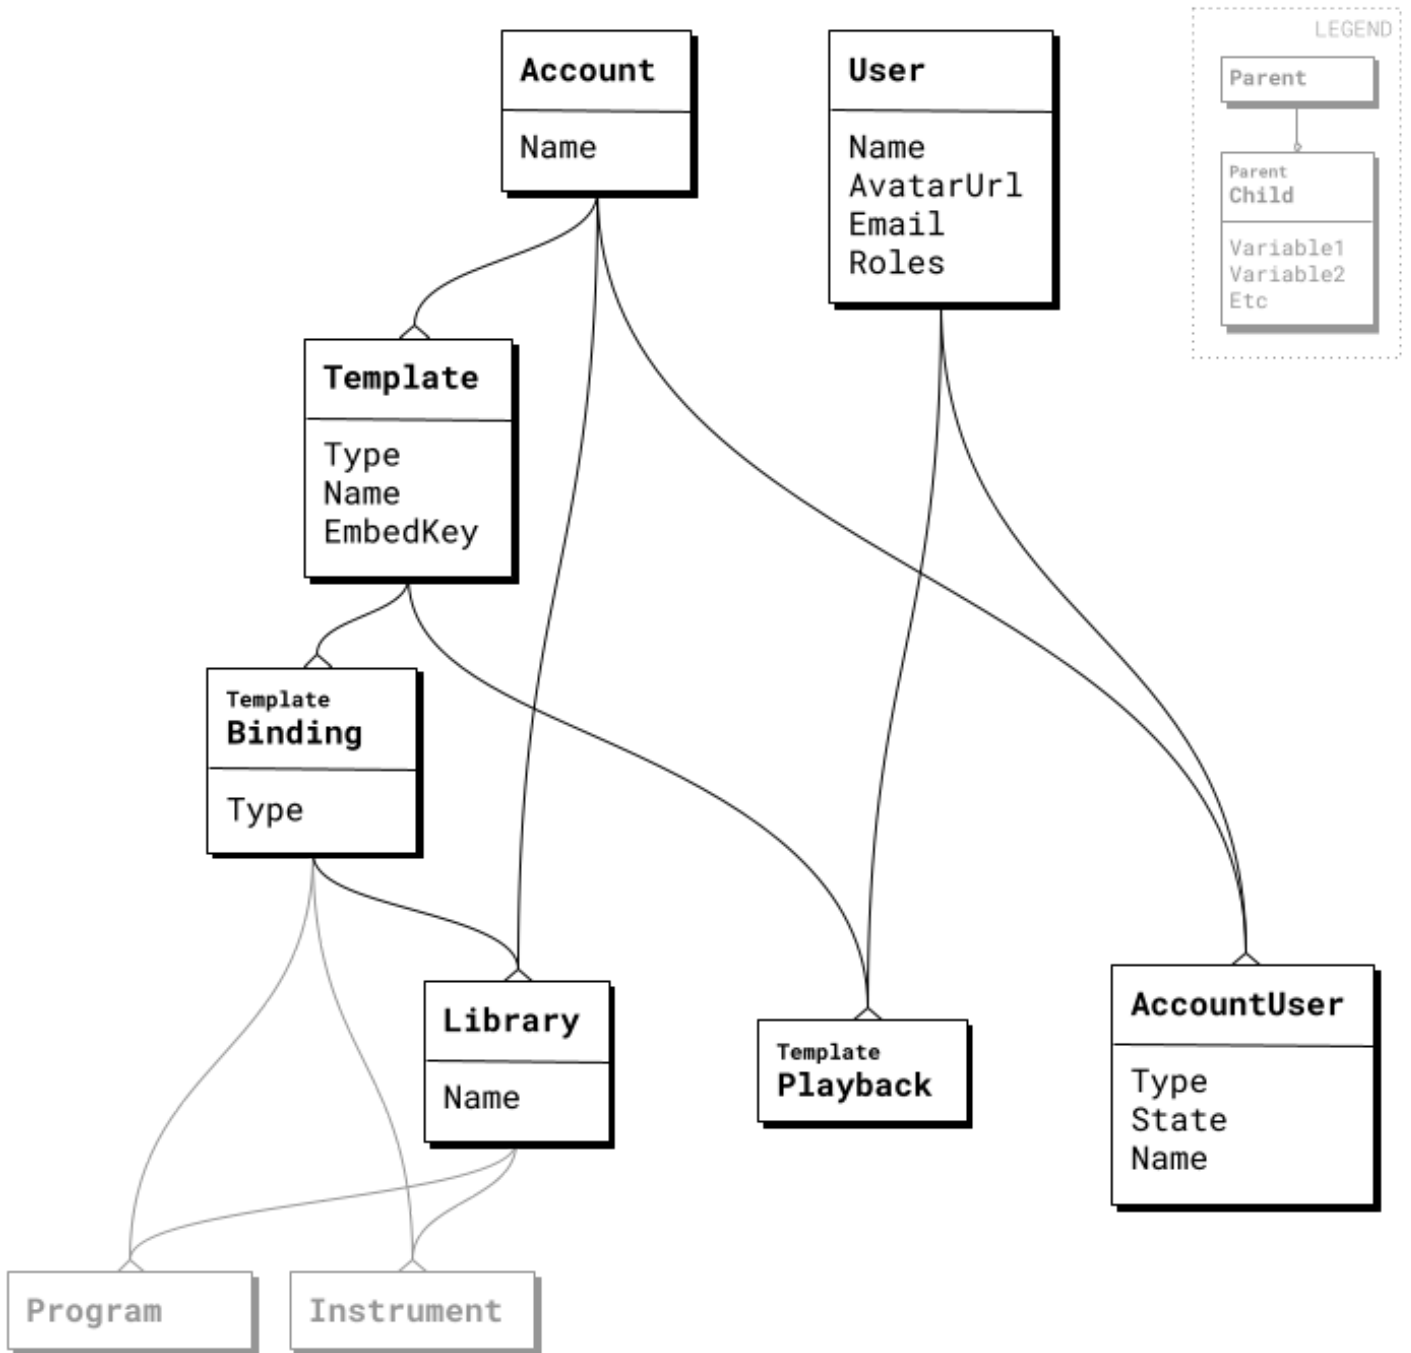 Account
Name
User
Name
AvatarUrl
Email
Roles
LEGEND
Parent
Parent
Child
Variable1
Variable2
Etc
Template
Type
Name
EmbedKey
Template
Binding
Type
Library
Name
Template
Playback
AccountUser
Type
State
Name
Program
Instrument